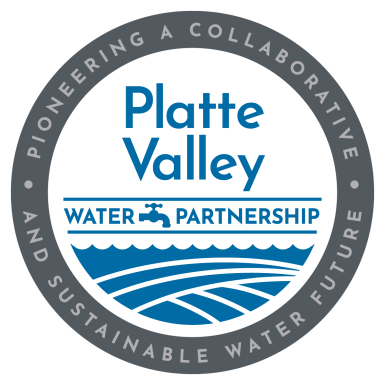 PIONEERING A COLLABORATIVE
Platte
Valley
WATER PARTNERSHIP
AND SUSTAINABLE WATER FUTURE